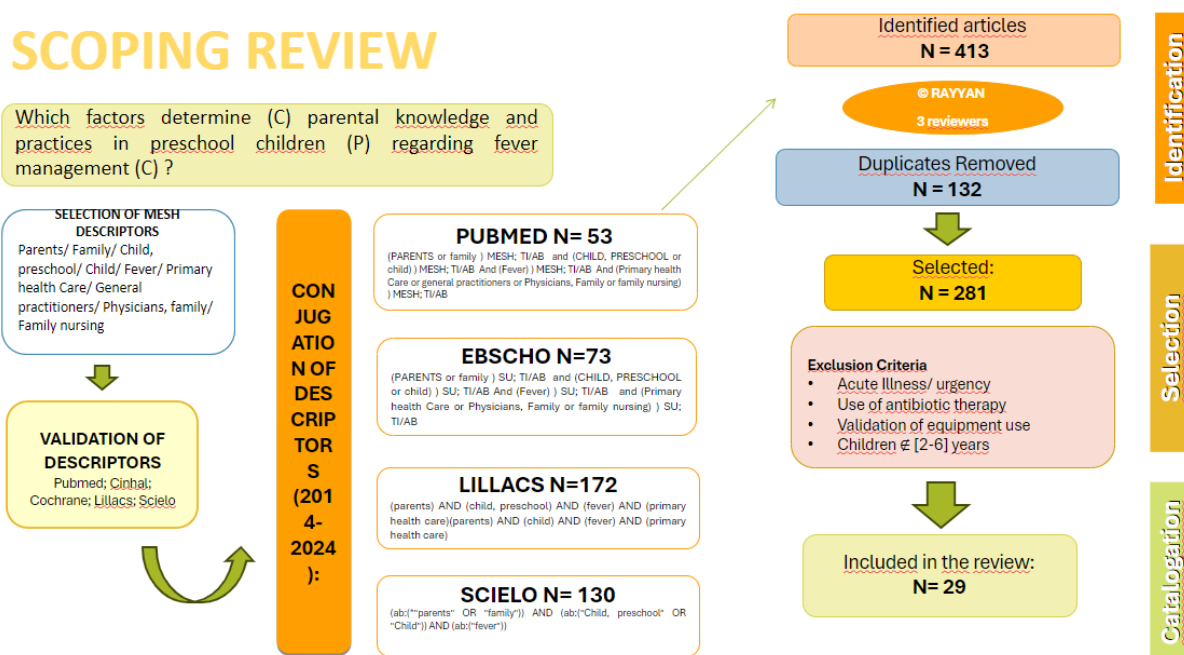 SCOPING REVIEW
Which factors determine (C) parental knowledge and
practices in preschool children (P) regarding fever
management (C) ?
SELECTION OF MESH
DESCRIPTORS
Parents/ Family/ Child,
preschool/ Child/ Fever/ Primary
health Care/ General
practitioners/ Physicians, family/
Family nursing
VALIDATION OF
DESCRIPTORS
Pubmed; Cinhal;
Cochrane; Lillacs; Scielo
CON
JUG
ATIO
N OF
DES
CRIP
TOR
S
(201
4-
2024
):
PUBMED N= 53
(PARENTS or family ) MESH; TI/AB and (CHILD, PRESCHOOL or
child) ) MESH; TI/AB And (Fever) ) MESH; TI/AB And (Primary health
Care or general practitioners or Physicians, Family or family nursing)
) MESH; TI/AB
EBSCHO N=73
(PARENTS or family ) SU; TI/AB and (CHILD, PRESCHOOL
or child) ) SU; TI/AB And (Fever) ) SU; TI/AB and (Primary
health Care or Physicians, Family or family nursing) ) SU;
TI/AB
LILLACS N=172
(parents) AND (child, preschool) AND (fever) AND (primary
health care)(parents) AND (child) AND (fever) AND (primary
health care)
SCIELO N= 130
(ab:(""parents" OR "family")) AND (ab:("Child, preschool" OR
"Child")) AND (ab:("fever"))
Identified articles
N = 413
© RAYYAN
3 reviewers
Duplicates Removed
N = 132
Selected:
N = 281
Exclusion Criteria
• Acute Illness/ urgency
• Use of antibiotic therapy
• Validation of equipment use
• Children ∉ [2-6] years
Included in the review:
N= 29
Identification
Selection
Catalogation